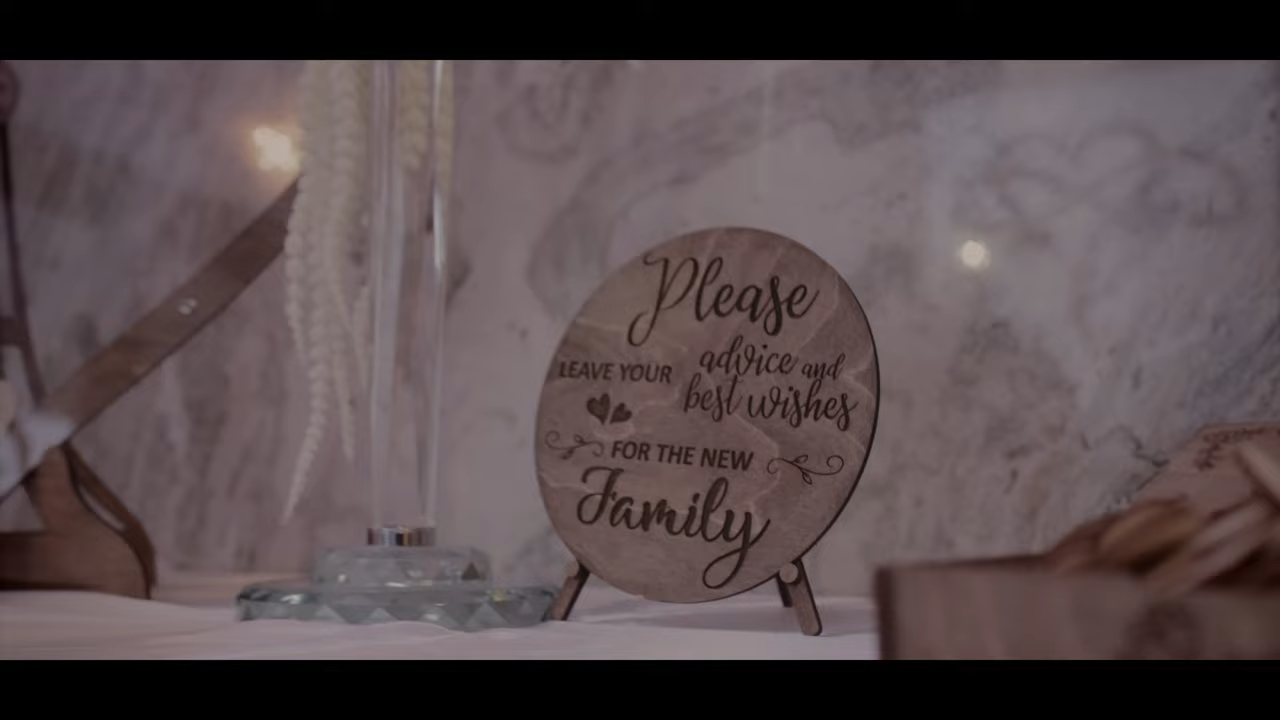 Please
LEAVE YOUR advice and
best wishes
FOR THE NEW
Family